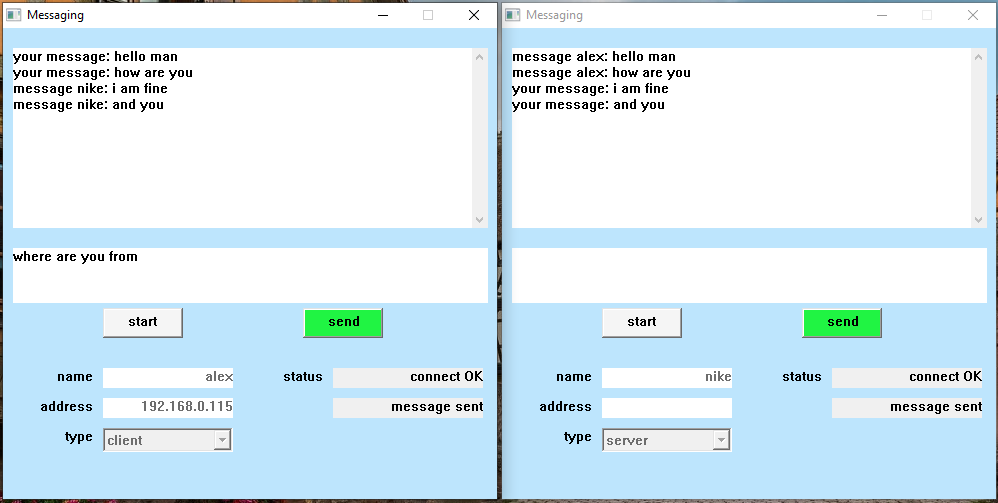 Messaging
your message: hello man
your message: how are you
message nike: i am fine
message nike: and you
where are you from
start
send
name
alex
status
connect OK
address
192.168.0.115
message sent
type
client
Messaging
message alex: hello man
message alex: how are you
your message: i am fine
your message: and you
start
send
name
nike
status
connect OK
address
message sent
type
server